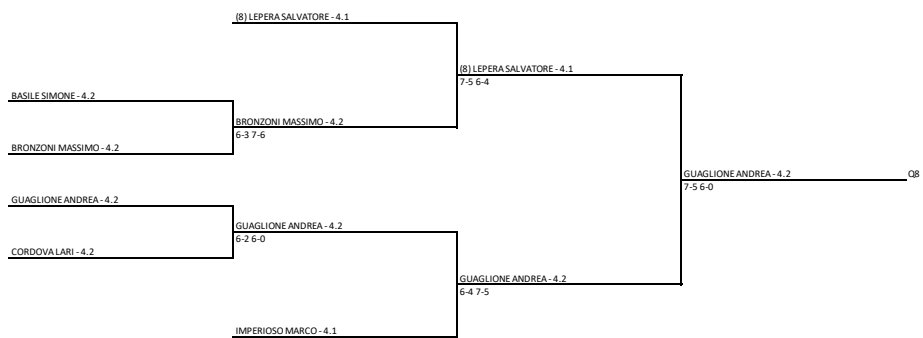 (8) LEPERA SALVATORE - 4.1
(8) LEPERA SALVATORE - 4.1
7-5 6-4
BASILE SIMONE - 4.2
BRONZONI MASSIMO - 4.2
6-3 7-6
BRONZONI MASSIMO - 4.2
GUAGLIONE ANDREA - 4.2 Q8
7-5 6-0
GUAGLIONE ANDREA - 4.2
GUAGLIONE ANDREA - 4.2
6-2 6-0
CORDOVA LARI - 4.2
GUAGLIONE ANDREA - 4.2
6-4 7-5
IMPERIOSO MARCO - 4.1